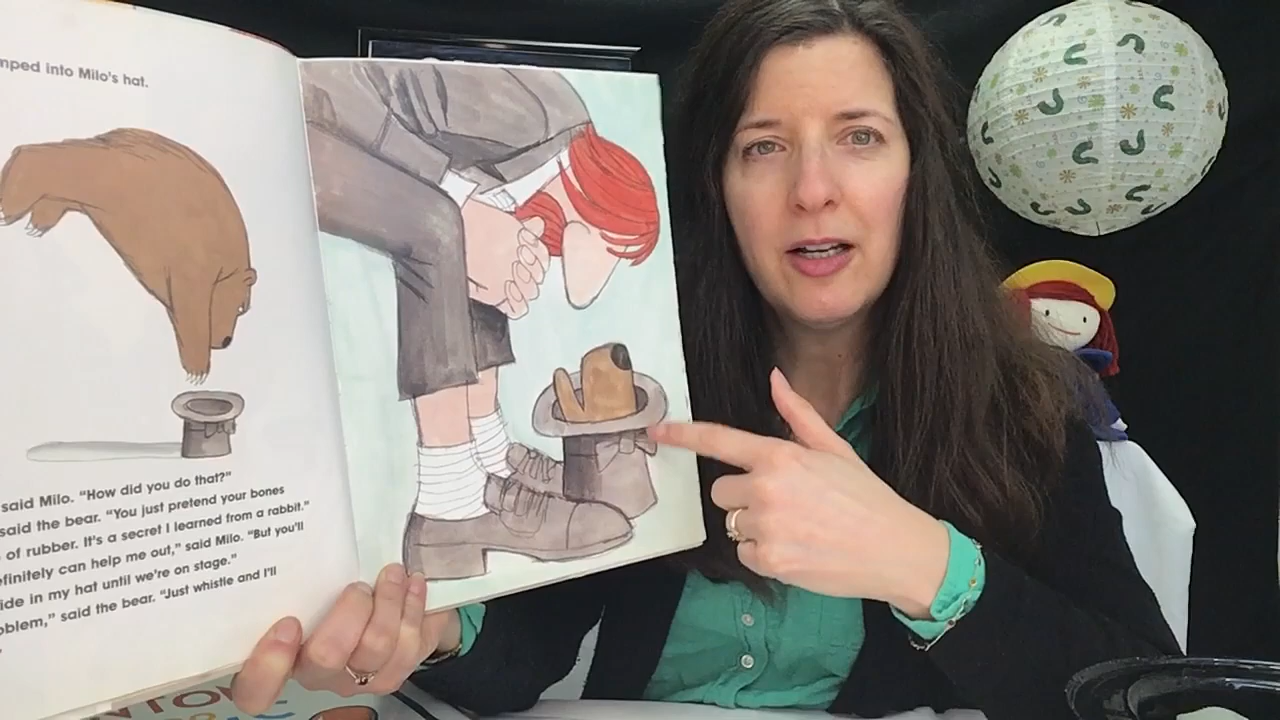 mped into Milo's hat.
said Milo. "How did you do that?"
said the bear. "You just pretend your bones
of rubber. It's a secret I learned from a rabbit."
finitely can help me out," said Milo. "But you'll
ide in my hat until we're on stage."
oblem," said the bear. "Just whistle and I'll